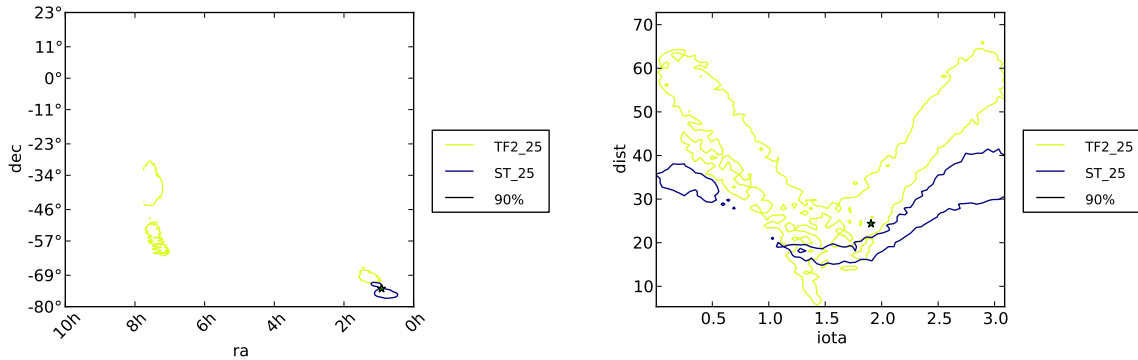 23°
11°
0°
-11°
-23°
-34°
-46°
-57°
-69°
-80°
dec
10h
8h
6h
4h
2h
0h
ra
TF2_25
ST_25
90%
70
60
50
40
30
20
10
dist
0.5
1.0
1.5
2.0
2.5
3.0
iota
TF2_25
ST_25
90%